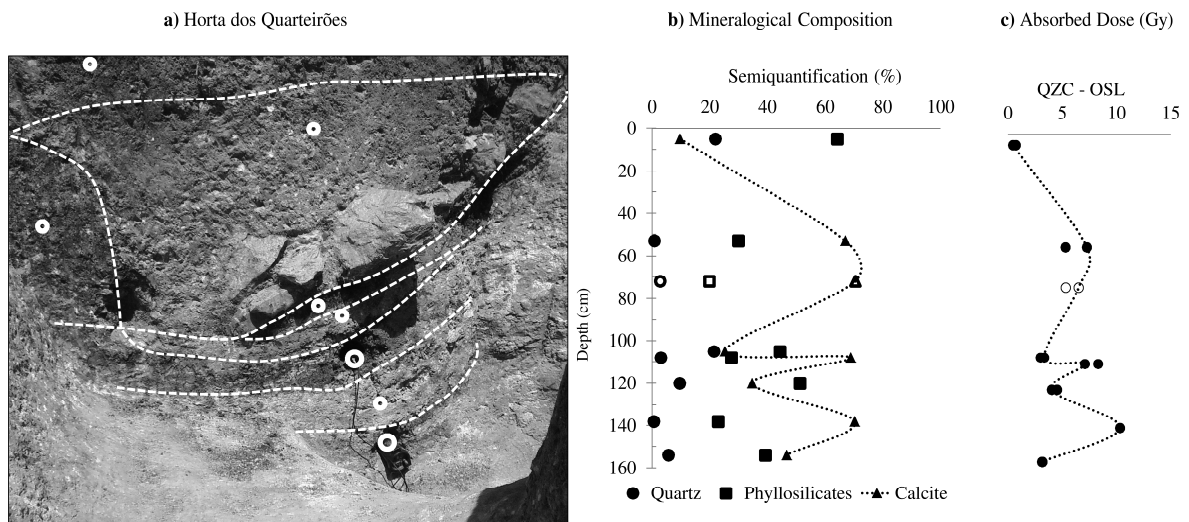 a) Horta dos Quarteirões
b) Mineralogical Composition
c) Absorbed Dose (Gy)
Semiquantification (%)
0 20 40 60 80 100
QZC - OSL
0 5 10 15
0
20
40
60
80
100
120
140
160
Depth (cm)
Quartz Phyllosilicates Calcite